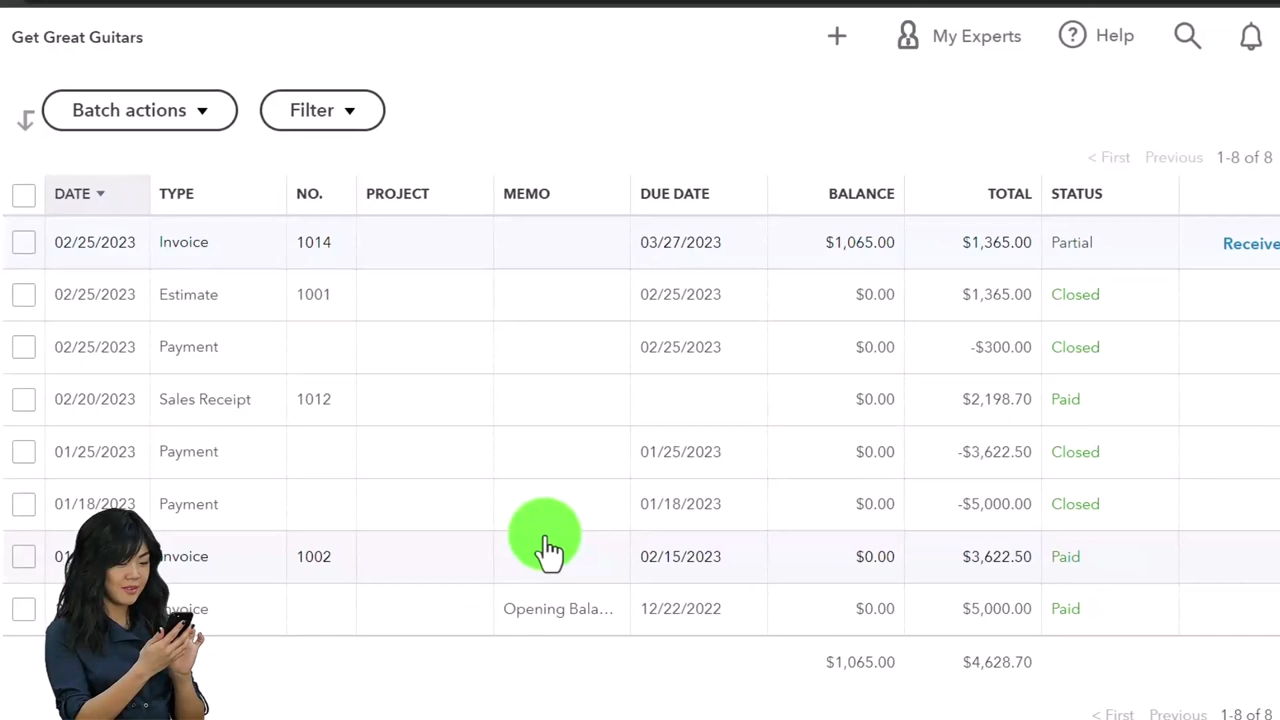 Get Great Guitars
+ My Experts ? Help
Batch actions Filter
< First Previous 1-8 of 8
DATE TYPE NO. PROJECT MEMO DUE DATE BALANCE TOTAL STATUS
02/25/2023 Invoice 1014 03/27/2023 $1,065.00 $1,365.00 Partial Receive
02/25/2023 Estimate 1001 02/25/2023 $0.00 $1,365.00 Closed
02/25/2023 Payment 02/25/2023 $0.00 -$300.00 Closed
02/20/2023 Sales Receipt 1012 $0.00 $2,198.70 Paid
01/25/2023 Payment 01/25/2023 $0.00 -$3,622.50 Closed
01/18/2023 Payment 01/18/2023 $0.00 -$5,000.00 Closed
nvoice 1002 02/15/2023 $0.00 $3,622.50 Paid
voice Opening Bala... 12/22/2022 $0.00 $5,000.00 Paid
$1,065.00 $4,628.70
< First Previous 1-8 of 8